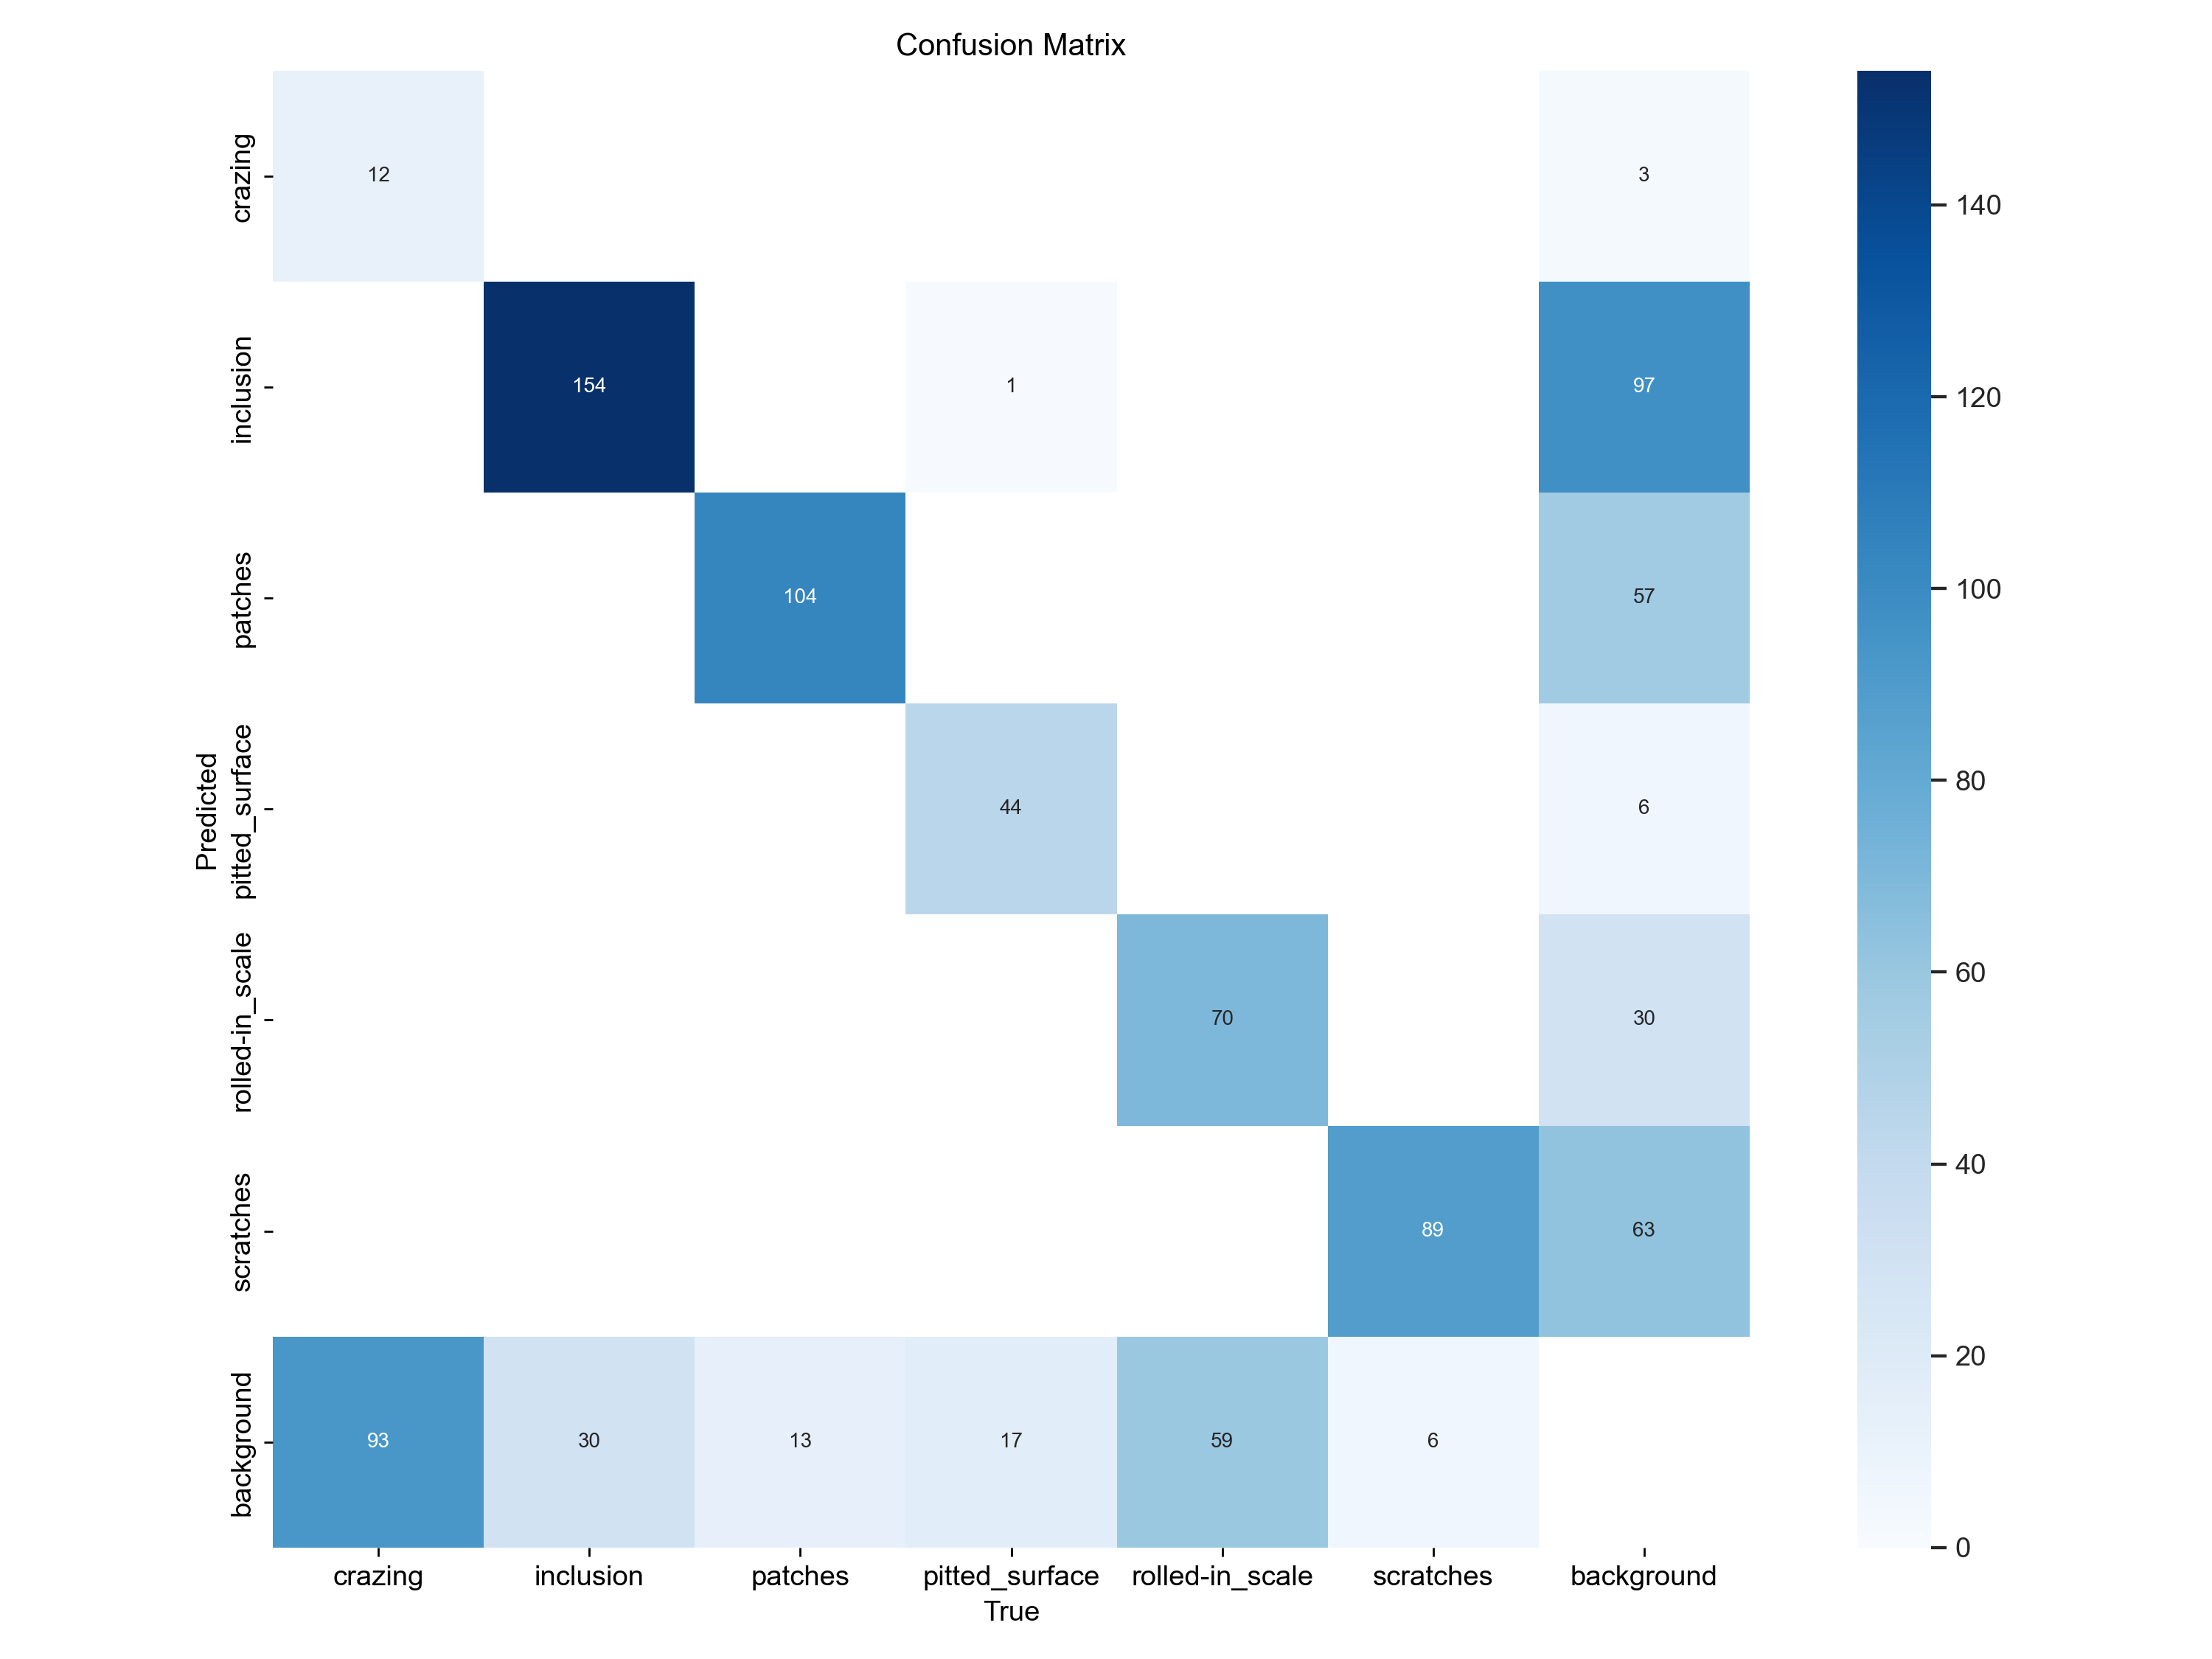 Confusion Matrix
Predicted
crazing
inclusion
patches
pitted_surface
rolled-in_scale
scratches
background
12 3
154 1 97
104 57
44 6
70 30
89 63
93 30 13 17 59 6
crazing inclusion patches pitted_surface rolled-in_scale scratches background
True
140
120
100
80
60
40
20
0